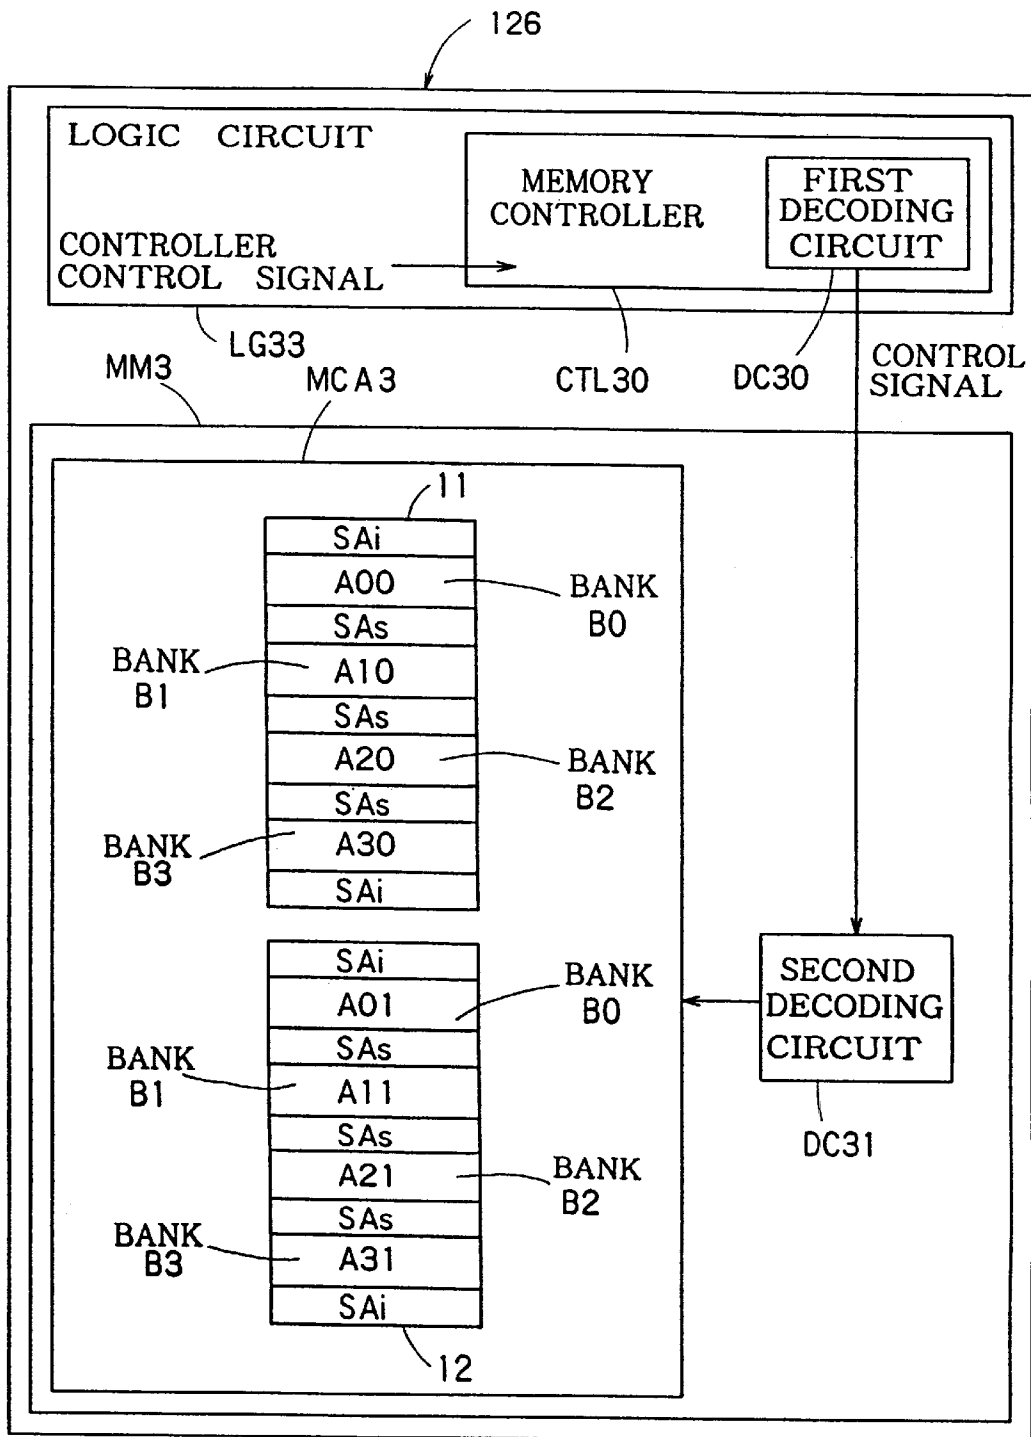 126
LOGIC CIRCUIT
MEMORY
CONTROLLER
FIRST
DECODING
CIRCUIT
CONTROLLER
CONTROL SIGNAL
LG33
MM3
MCA3
CTL30
DC30
CONTROL
SIGNAL
11
SAi
A00
BANK
B0
SAs
BANK
B1
A10
SAs
A20
BANK
B2
SAs
BANK
B3
A30
SAi
SAi
A01
BANK
B0
SAs
BANK
B1
A11
SAs
A21
BANK
B2
SAs
BANK
B3
A31
SAi
12
SECOND
DECODING
CIRCUIT
DC31